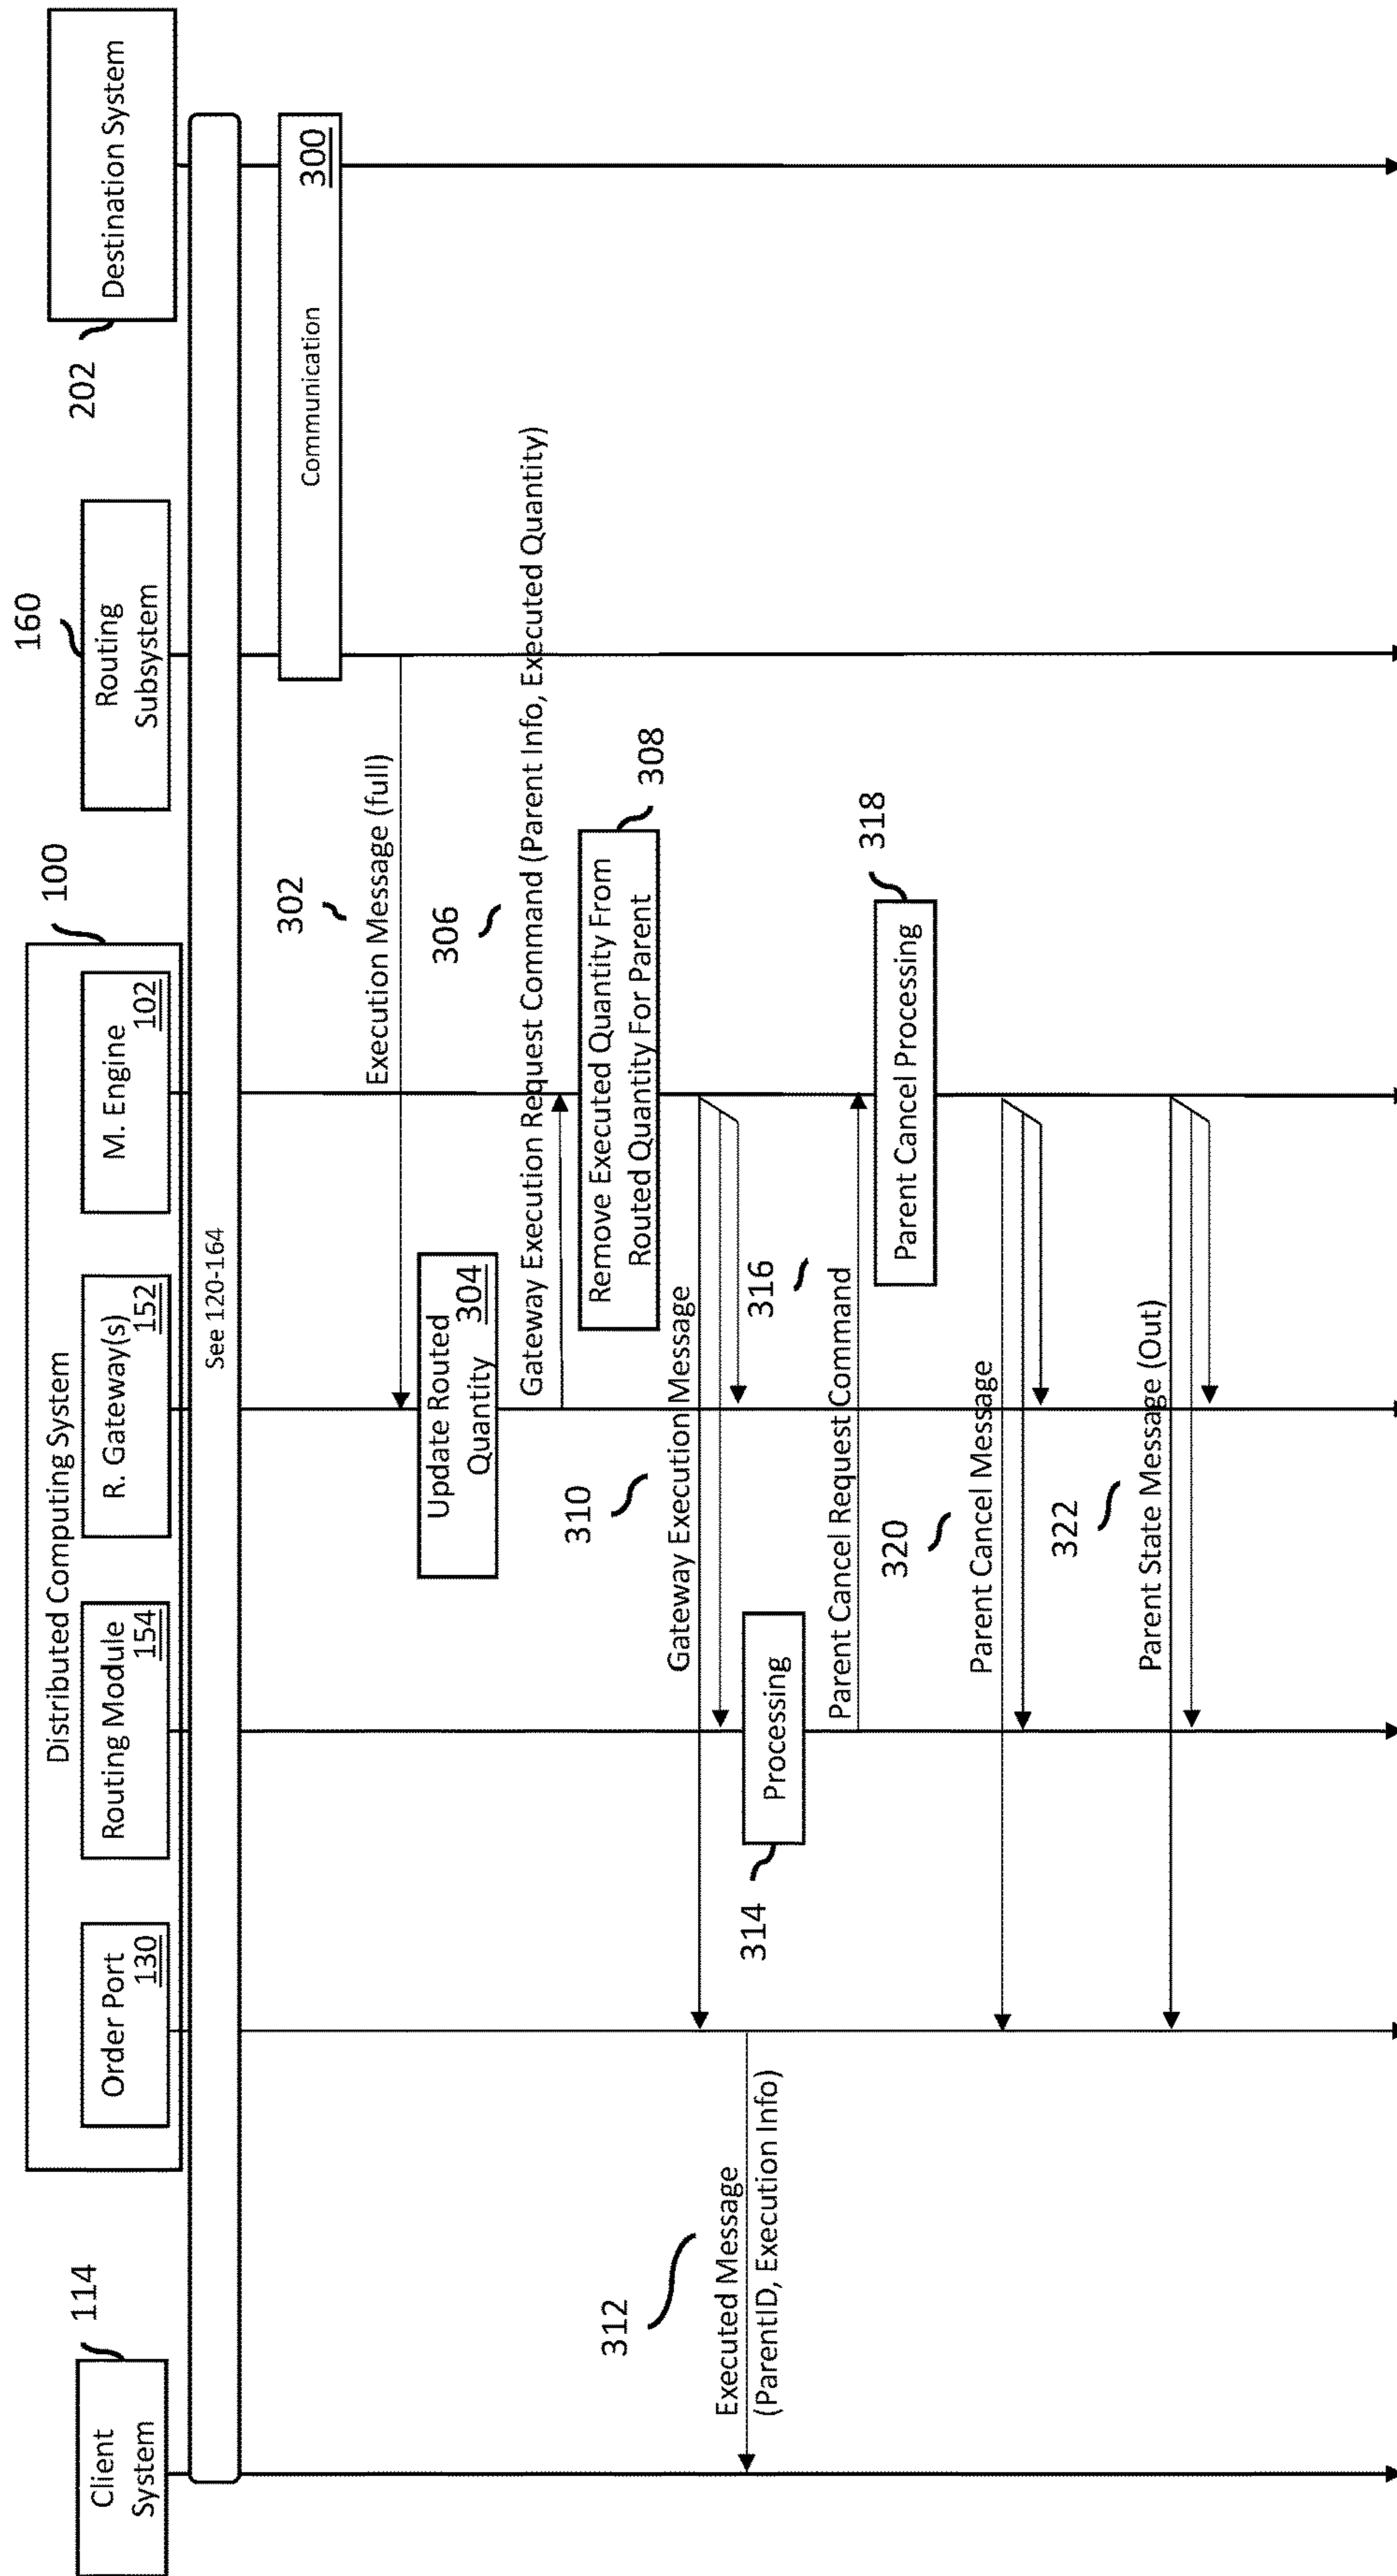 Client
System
114
Distributed Computing System
100
Order Port
130
Routing Module
154
R. Gateway(s)
152
M. Engine
102
160
Routing
Subsystem
202
Destination System
See 120-164
Communication
300
302
Execution Message (full)
Update Routed
Quantity 304
306
Gateway Execution Request Command (Parent Info, Executed Quantity)
308
Remove Executed Quantity From
Routed Quantity For Parent
310
Gateway Execution Message
312
Executed Message
(ParentID, Execution Info)
314
Processing
316
Parent Cancel Request Command
318
Parent Cancel Processing
320
Parent Cancel Message
322
Parent State Message (Out)